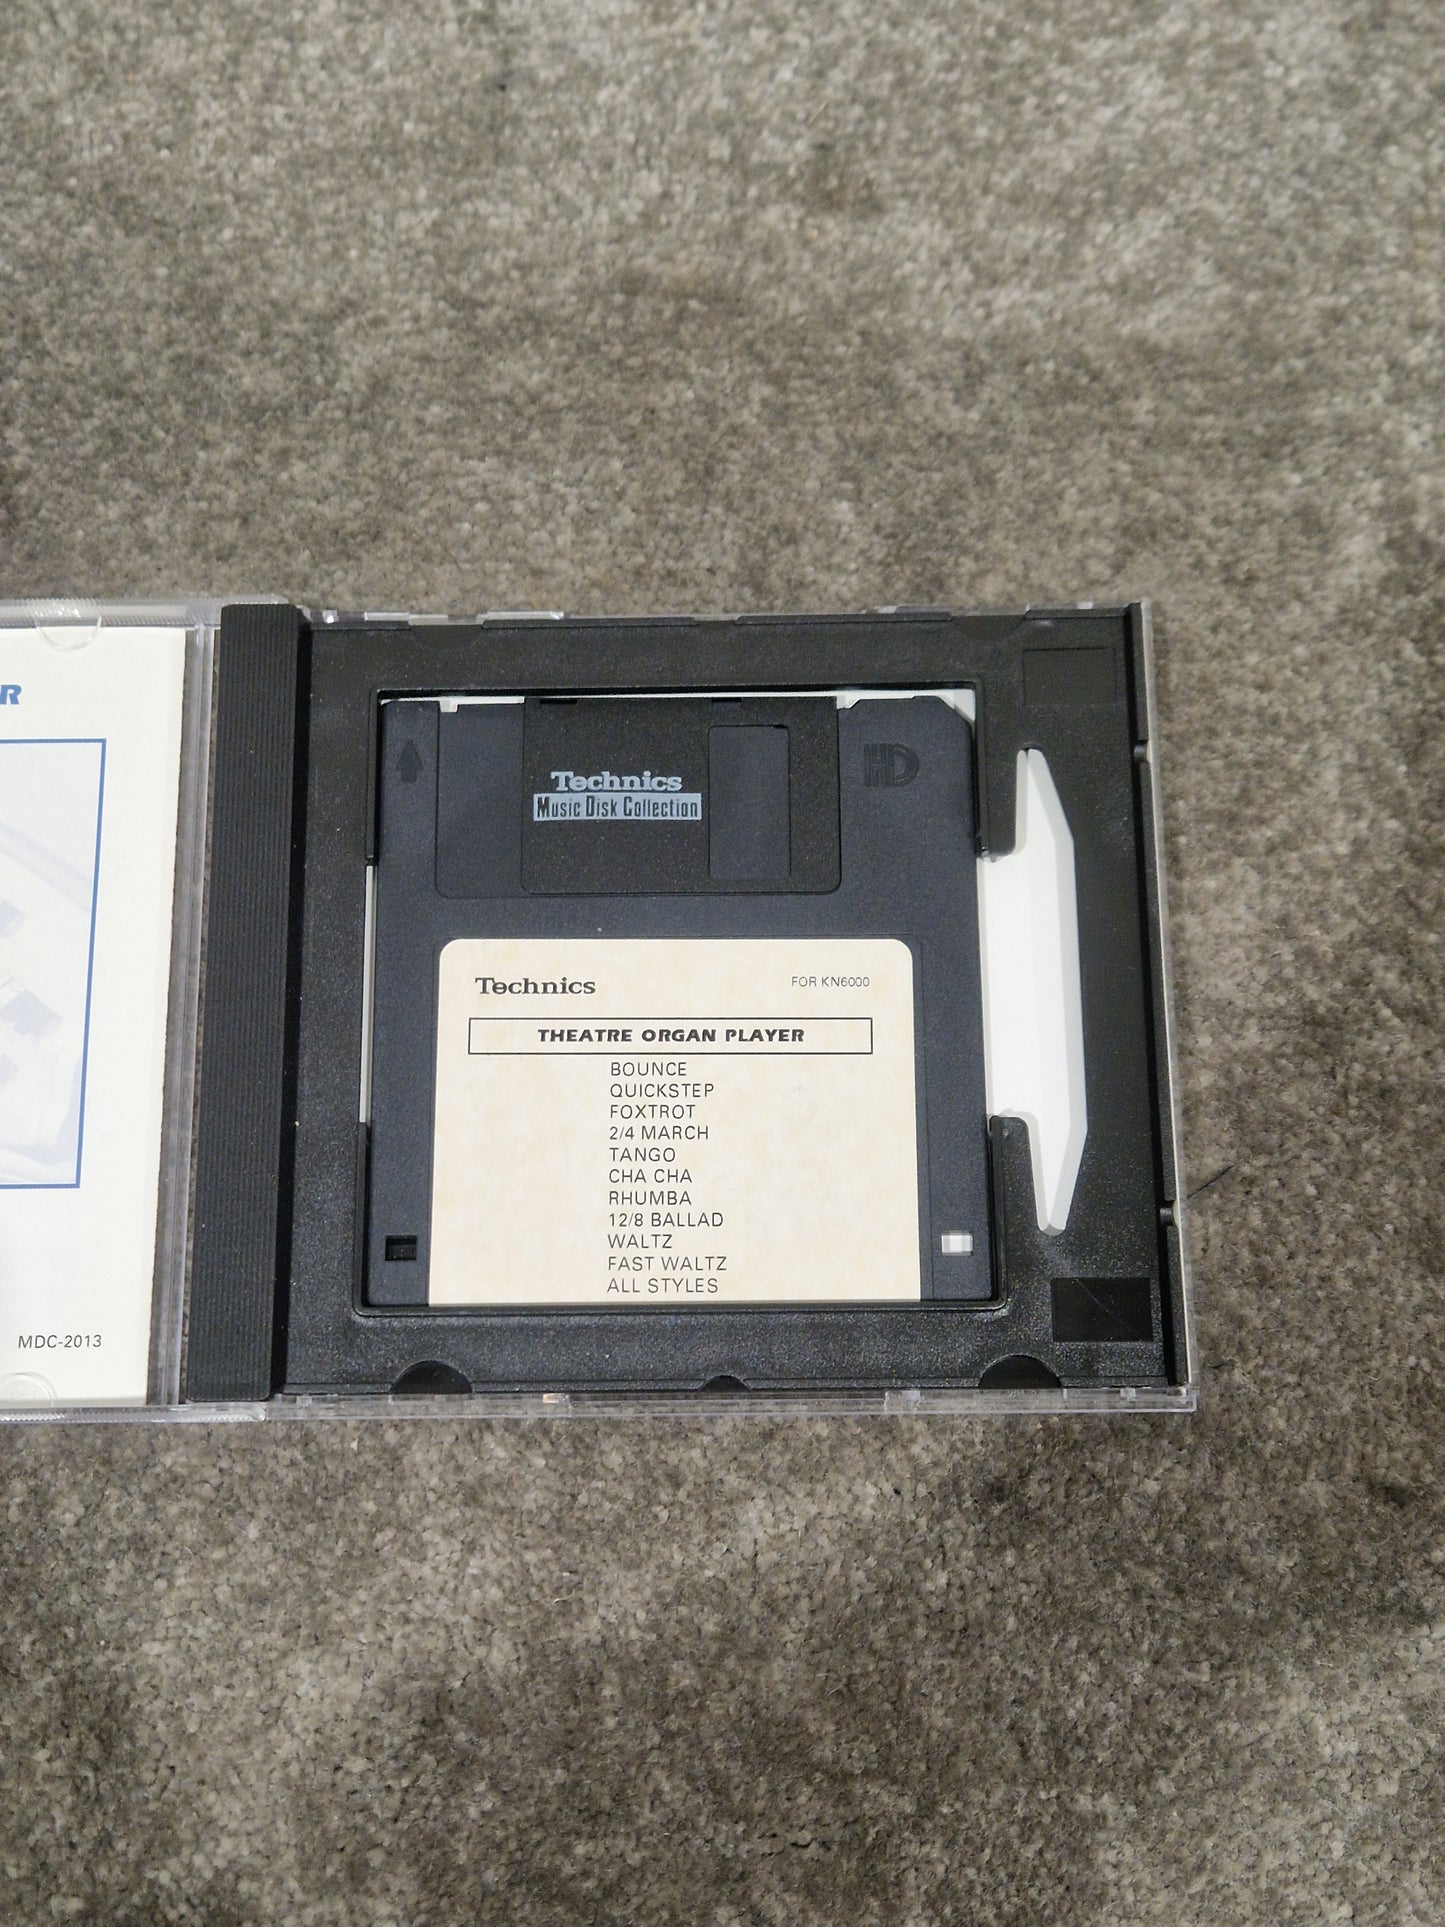 R
MDC-2013
Technics
Music Disk Collection
HD
Technics
FOR KN6000
THEATRE ORGAN PLAYER
BOUNCE
QUICKSTEP
FOXTROT
2/4 MARCH
TANGO
CHA CHA
RHUMBA
12/8 BALLAD
WALTZ
FAST WALTZ
ALL STYLES